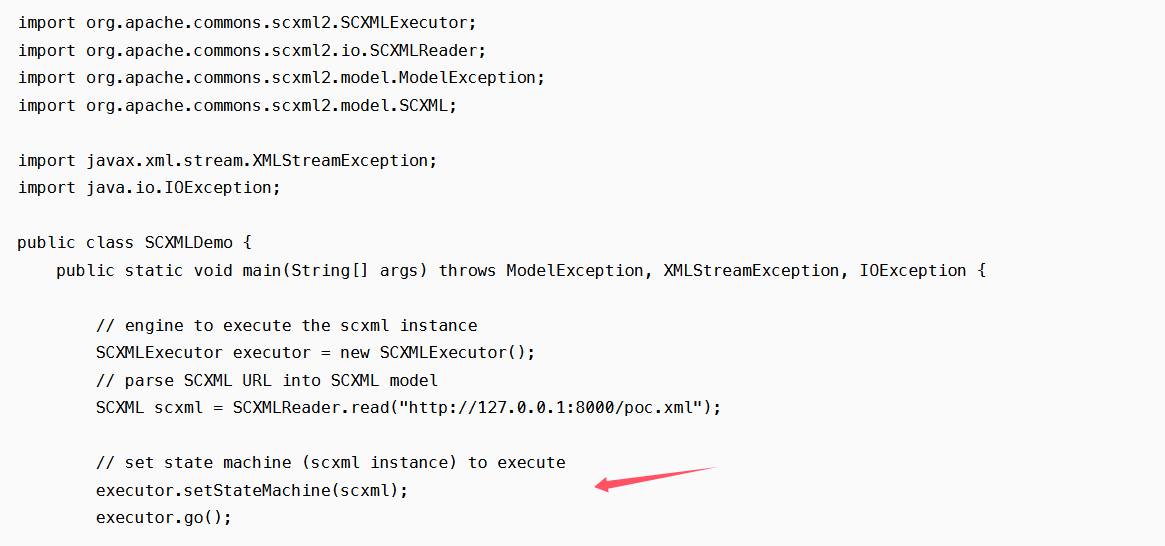 import org.apache.commons.scxml2.SCXMLExecutor;
import org.apache.commons.scxml2.io.SCXMLReader;
import org.apache.commons.scxml2.model.ModelException;
import org.apache.commons.scxml2.model.SCXML;
import javax.xml.stream.XMLStreamException;
import java.io.IOException;
public class SCXMLDemo {
public static void main(String[] args) throws ModelException, XMLStreamException, IOException {
// engine to execute the scxml instance
SCXMLExecutor executor = new SCXMLExecutor();
// parse SCXML URL into SCXML model
SCXML scxml = SCXMLReader.read("http://127.0.0.1:8000/poc.xml");
// set state machine (scxml instance) to execute
executor.setStateMachine(scxml);
executor.go();